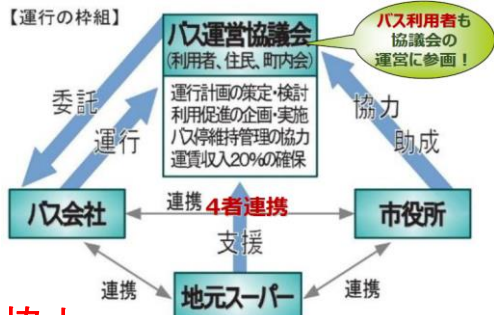 【運行の枠組】
バス運営協議会
(利用者、住民、町内会)
バス利用者も
協議会の
運営に参画！
運行計画の策定・検討
利用促進の企画・実施
バス停維持管理の協力
運賃収入20%の確保
委託
運行
協力
助成
バス会社
連携
4者連携
市役所
支援
連携
地元スーパー
連携